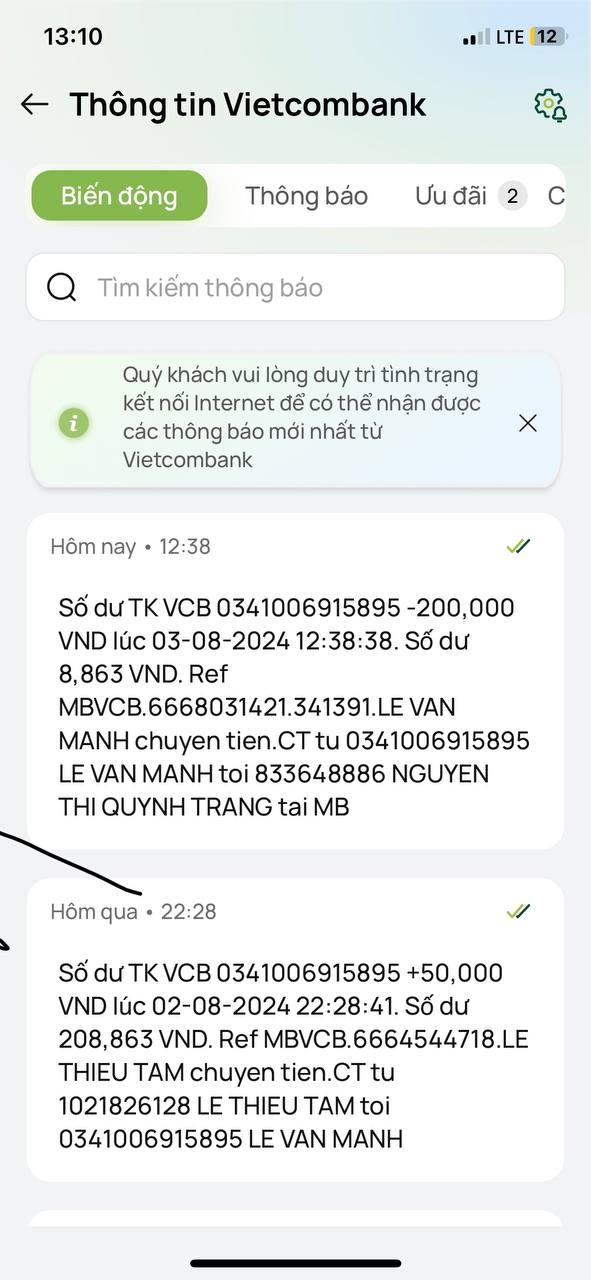 13:10
LTE 12
Thông tin Vietcombank
Biến động Thông báo Ưu đãi 2 C
Tìm kiếm thông báo
Quý khách vui lòng duy trì tình trạng
kết nối Internet để có thể nhận được
các thông báo mới nhất từ
Vietcombank
Hôm nay • 12:38
Số dư TK VCB 0341006915895 -200,000
VND lúc 03-08-2024 12:38:38. Số dư
8,863 VND. Ref
MBVCB.6668031421.341391.LE VAN
MANH chuyen tien.CT tu 0341006915895
LE VAN MANH toi 833648886 NGUYEN
THI QUYNH TRANG tai MB
Hôm qua • 22:28
Số dư TK VCB 0341006915895 +50,000
VND lúc 02-08-2024 22:28:41. Số dư
208,863 VND. Ref MBVCB.6664544718.LE
THIEU TAM chuyen tien.CT tu
1021826128 LE THIEU TAM toi
0341006915895 LE VAN MANH